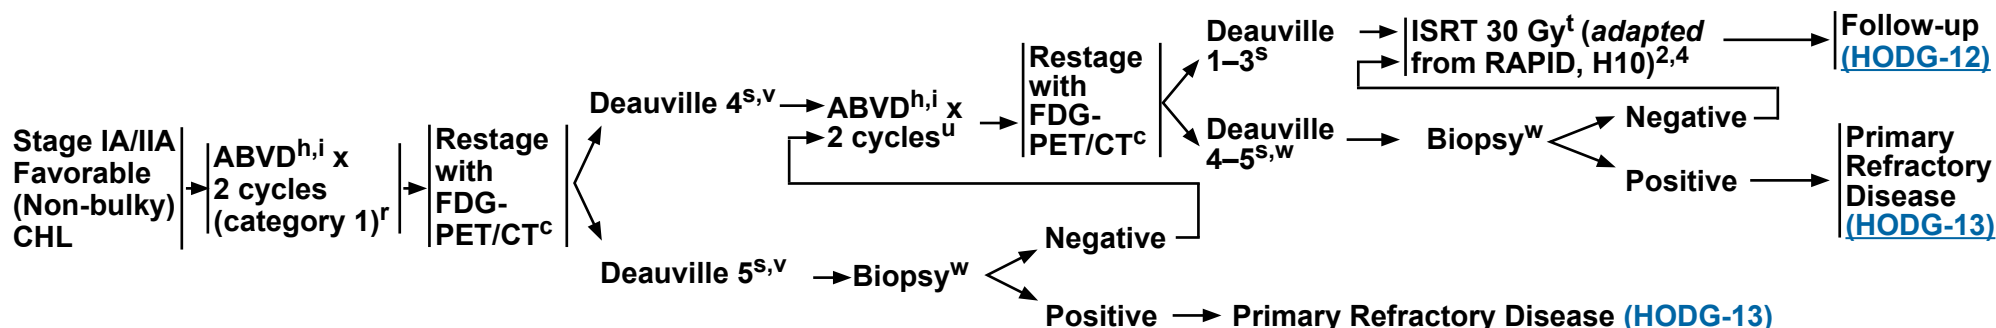 Stage IA/IIA
Favorable
(Non-bulky)
CHL
ABVDh,i x
2 cycles
(category 1)r
Restage
with
FDG-
PET/CTc
Deauville 4s,v
ABVDh,i x
2 cyclesu
Restage
with
FDG-
PET/CTc
Deauville
1–3s
ISRT 30 Gyt (adapted
from RAPID, H10)2,4
Follow-up
(HODG-12)
Deauville
4–5s,w
Biopsyw
Negative
Positive
Primary
Refractory
Disease
(HODG-13)
Deauville 5s,v
Biopsyw
Negative
Positive
Primary Refractory Disease (HODG-13)